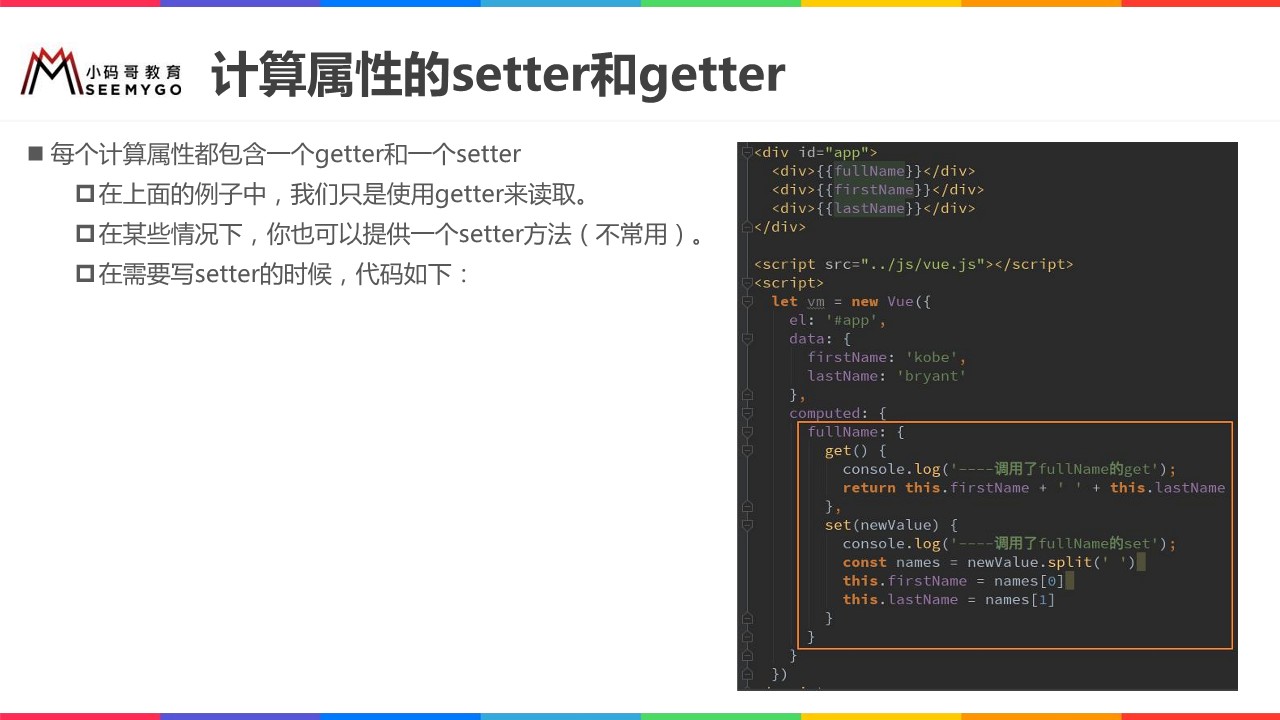 小码哥教育
SEEMYGO
计算属性的setter和getter
■ 每个计算属性都包含一个getter和一个setter
在上面的例子中，我们只是使用getter来读取。
在某些情况下，你也可以提供一个setter方法（不常用）。
在需要写setter的时候，代码如下：
<div id="app">
  <div>{{fullName}}</div>
  <div>{{firstName}}</div>
  <div>{{lastName}}</div>
</div>
<script src="../js/vue.js"></script>
<script>
  let vm = new Vue({
    el: '#app',
    data: {
      firstName: 'kobe',
      lastName: 'bryant'
    },
    computed: {
      fullName: {
        get() {
          console.log('----调用了fullName的get');
          return this.firstName + ' ' + this.lastName
        },
        set(newValue) {
          console.log('----调用了fullName的set');
          const names = newValue.split(' ')
          this.firstName = names[0]
          this.lastName = names[1]
        }
      }
    }
  })